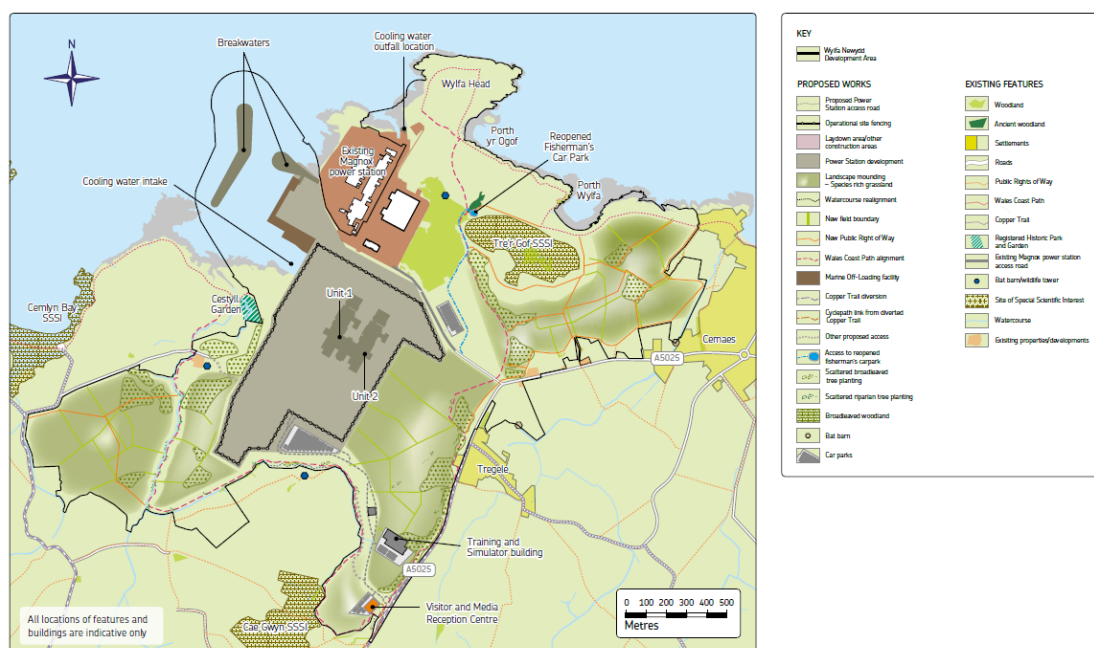 N
Breakwaters
Cooling water
outfall location
Wylfa Head
Porth
yr Ogof
Reopened
Fisherman's
Car Park
Existing
Magnox
power station
Cooling water intake
Porth
Wylfa
Tre'r Gof SSSI
Cestyll
Garden
Unit 1
Cemlyn Bay
SSSI
Cemaes
A5025
Unit 2
Tregele
Training and
Simulator building
A5025
Visitor and Media
Reception Centre
Cae Gwyn SSSI
All locations of features and
buildings are indicative only
0 100 200 300 400 500
Metres
KEY
Wylfa Newydd
Development Area
PROPOSED WORKS
Proposed Power
Station access road
Operational site fencing
Laydown area/other
construction areas
Power Station development
Landscape mounding
– Species rich grassland
Watercourse realignment
New field boundary
New Public Right of Way
Wales Coast Path alignment
Marine Off-Loading facility
Copper Trail diversion
Cyclepath link from diverted
Copper Trail
Other proposed access
Access to reopened
fisherman's carpark
Scattered broadleaved
tree planting
Scattered riparian tree planting
Broadleaved woodland
Bat barn
Car parks
EXISTING FEATURES
Woodland
Ancient woodland
Settlements
Roads
Public Rights of Way
Wales Coast Path
Copper Trail
Registered Historic Park
and Garden
Existing Magnox power station
access road
Bat barn/wildlife tower
Site of Special Scientific Interest
Watercourse
Exisiting properties/developments